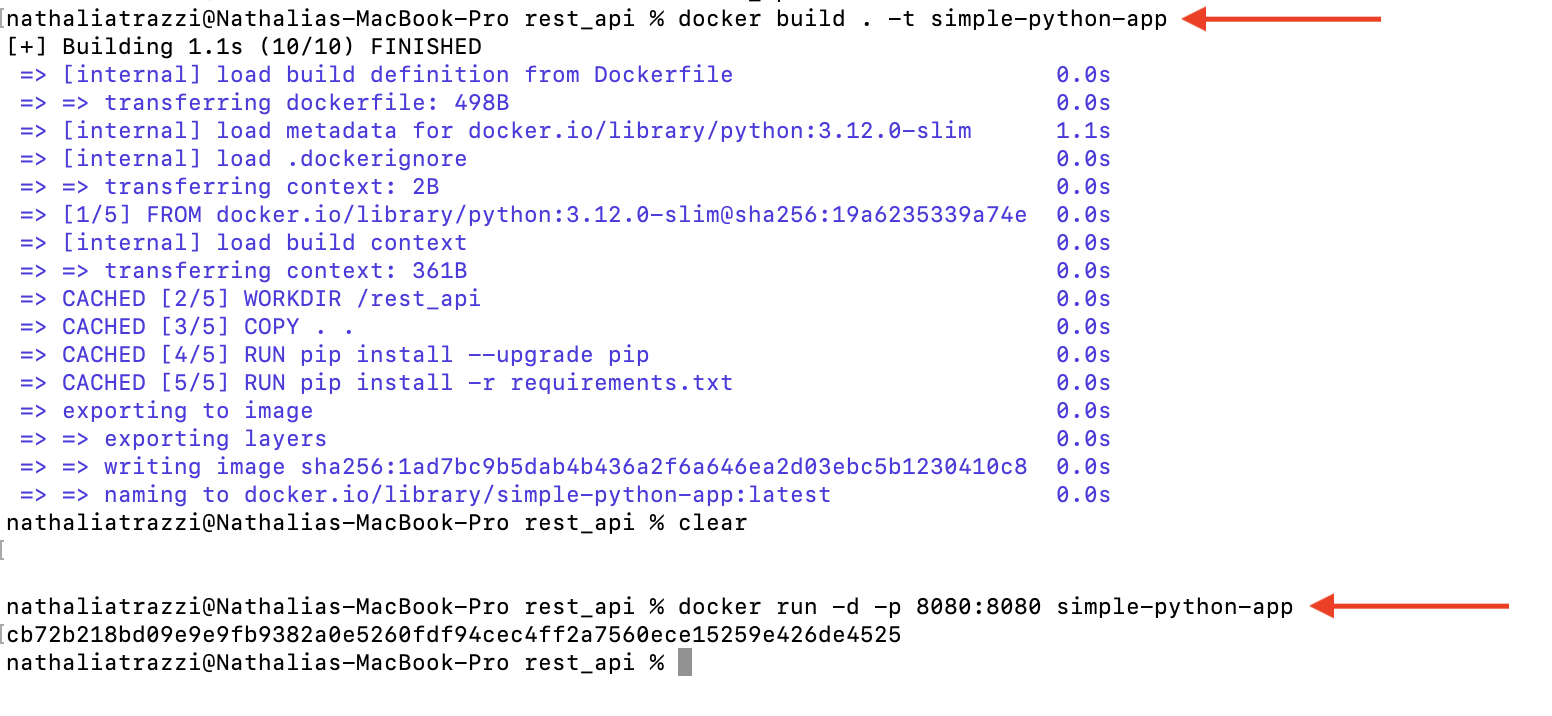 nathaliatrazzi@Nathalias-MacBook-Pro rest_api % docker build . -t simple-python-app
[+] Building 1.1s (10/10) FINISHED
=> [internal] load build definition from Dockerfile 0.0s
=> => transferring dockerfile: 498B 0.0s
=> [internal] load metadata for docker.io/library/python:3.12.0-slim 1.1s
=> [internal] load .dockerignore 0.0s
=> => transferring context: 2B 0.0s
=> [1/5] FROM docker.io/library/python:3.12.0-slim@sha256:19a6235339a74e 0.0s
=> [internal] load build context 0.0s
=> => transferring context: 361B 0.0s
=> CACHED [2/5] WORKDIR /rest_api 0.0s
=> CACHED [3/5] COPY . . 0.0s
=> CACHED [4/5] RUN pip install --upgrade pip 0.0s
=> CACHED [5/5] RUN pip install -r requirements.txt 0.0s
=> exporting to image 0.0s
=> => exporting layers 0.0s
=> => writing image sha256:1ad7bc9b5dab4b436a2f6a646ea2d03ebc5b1230410c8 0.0s
=> => naming to docker.io/library/simple-python-app:latest 0.0s
nathaliatrazzi@Nathalias-MacBook-Pro rest_api % clear
nathaliatrazzi@Nathalias-MacBook-Pro rest_api % docker run -d -p 8080:8080 simple-python-app
cb72b218bd09e9e9fb9382a0e5260fdf94cec4ff2a7560ece15259e426de4525
nathaliatrazzi@Nathalias-MacBook-Pro rest_api %